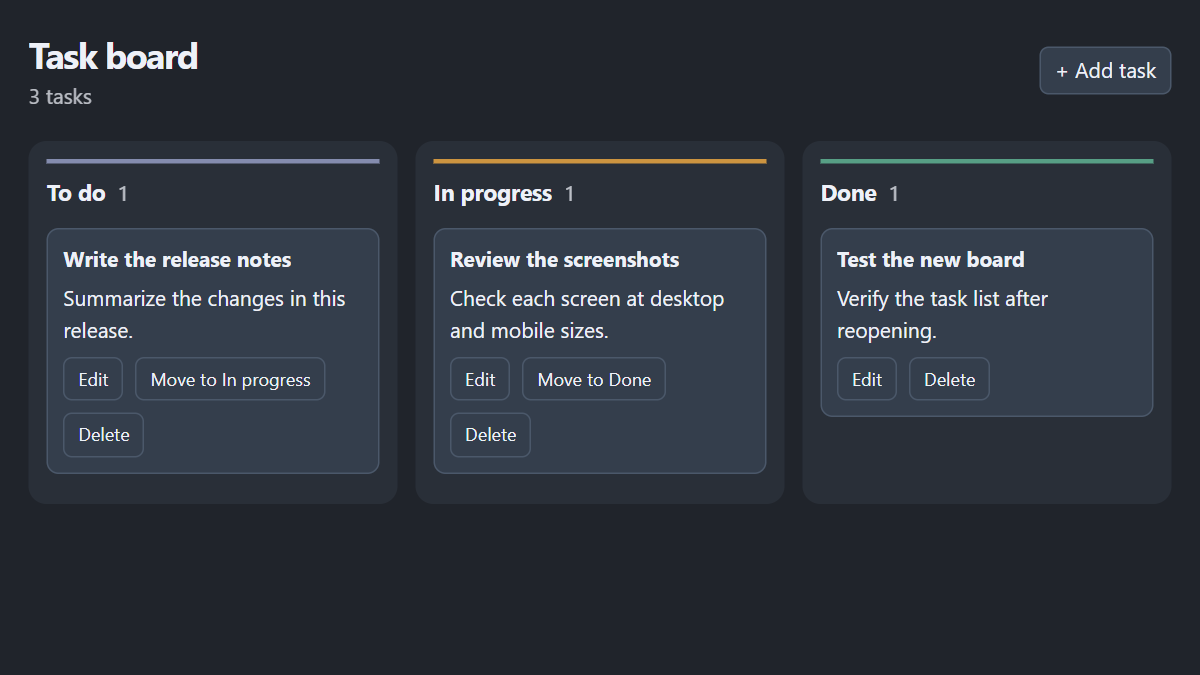 Task board
3 tasks
+ Add task
To do 1
Write the release notes
Summarize the changes in this
release.
Edit
Move to In progress
Delete
In progress 1
Review the screenshots
Check each screen at desktop
and mobile sizes.
Edit
Move to Done
Delete
Done 1
Test the new board
Verify the task list after
reopening.
Edit
Delete